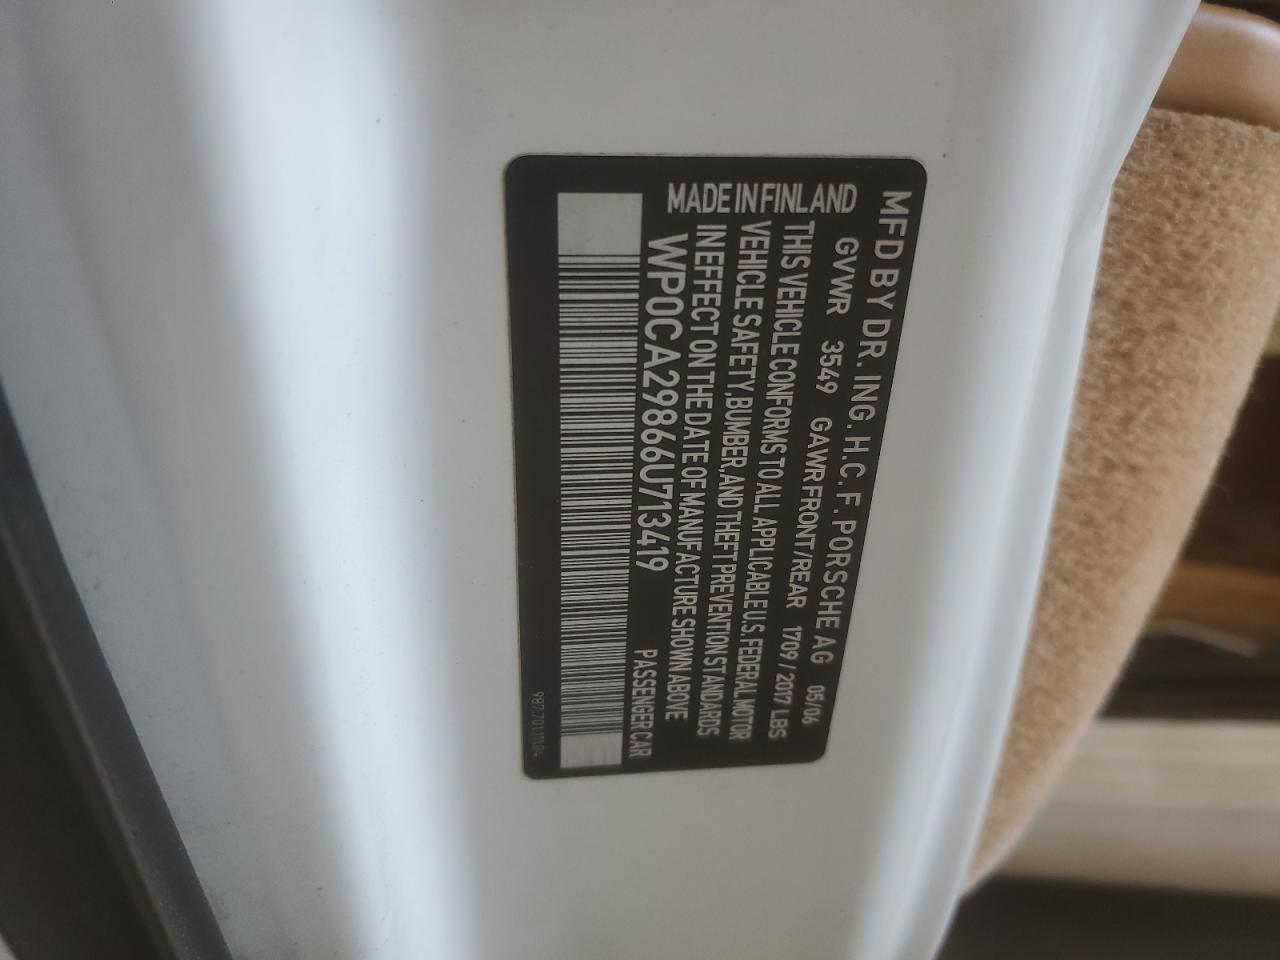 MFD BY DR. ING. H.C. F. PORSCHE AG 05/06
GVWR 3549 GAWR FRONT/REAR 1709 / 2017 LBS
MADE IN FINLAND
THIS VEHICLE CONFORMS TO ALL APPLICABLE U.S. FEDERAL MOTOR
VEHICLE SAFETY, BUMBER, AND THEFT PREVENTION STANDARDS
IN EFFECT ON THE DATE OF MANUFACTURE SHOWN ABOVE
WP0CA29866U713419 PASSENGER CAR